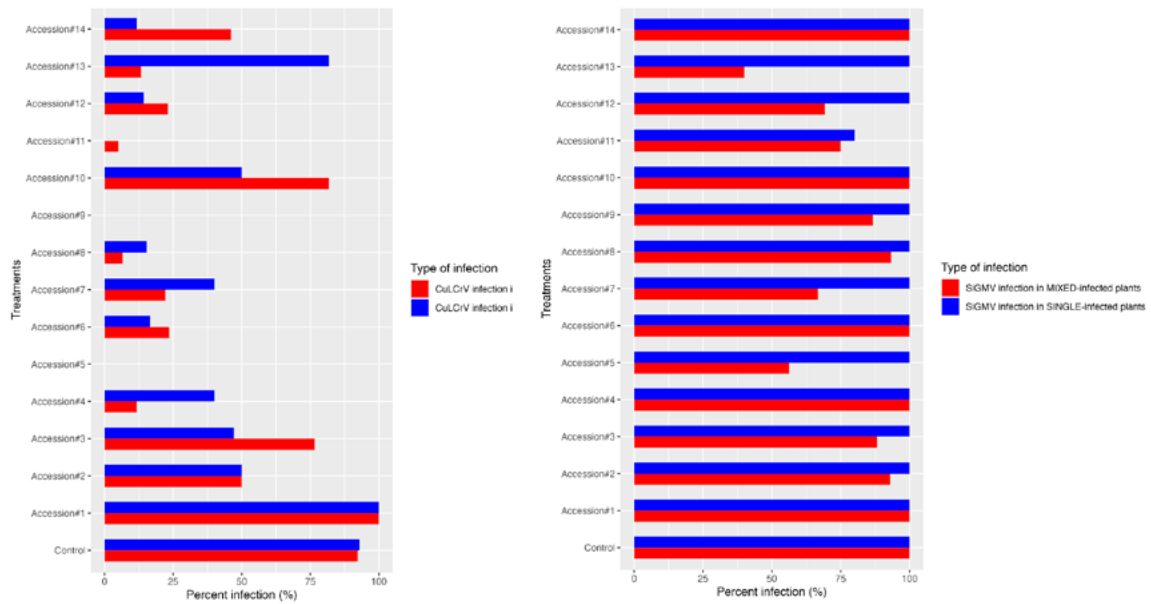 Accession#14
Accession#13
Accession#12
Accession#11
Accession#10
Accession#9
Accession#8
Accession#7
Accession#6
Accession#5
Accession#4
Accession#3
Accession#2
Accession#1
Control
Treatments
0 25 50 75 100
Percent infection (%)
Type of infection
CuLCrV infection i
CuLCrV infection i
Accession#14
Accession#13
Accession#12
Accession#11
Accession#10
Accession#9
Accession#8
Accession#7
Accession#6
Accession#5
Accession#4
Accession#3
Accession#2
Accession#1
Control
Treatments
0 25 50 75 100
Percent infection (%)
Type of infection
SiGMV infection in MIXED-infected plants
SiGMV infection in SINGLE-infected plants